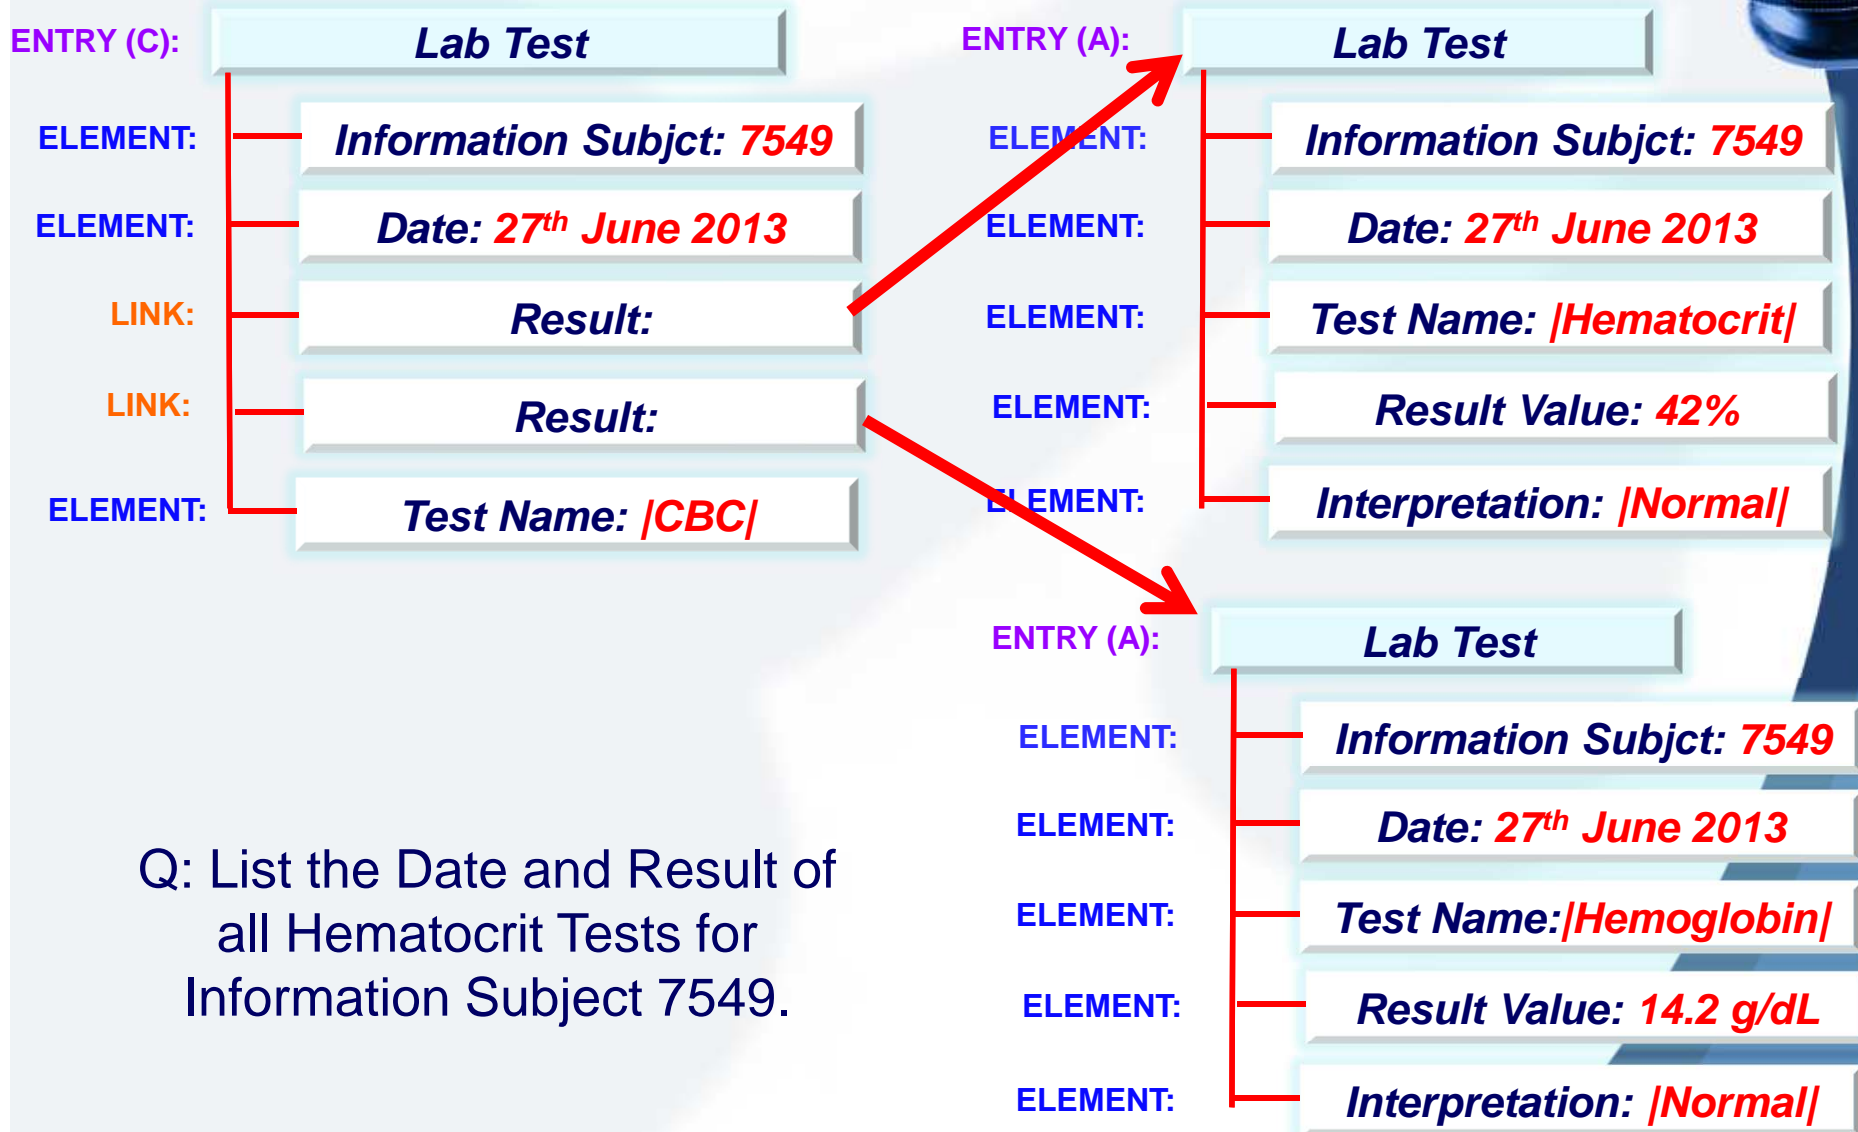 ENTRY (C): Lab Test
ELEMENT: Information Subjct: 7549
ELEMENT: Date: 27th June 2013
LINK: Result:
LINK: Result:
ELEMENT: Test Name: |CBC|
ENTRY (A): Lab Test
ELEMENT: Information Subjct: 7549
ELEMENT: Date: 27th June 2013
ELEMENT: Test Name: |Hematocrit|
ELEMENT: Result Value: 42%
ELEMENT: Interpretation: |Normal|
ENTRY (A): Lab Test
ELEMENT: Information Subjct: 7549
ELEMENT: Date: 27th June 2013
ELEMENT: Test Name:|Hemoglobin|
ELEMENT: Result Value: 14.2 g/dL
ELEMENT: Interpretation: |Normal|
Q: List the Date and Result of
all Hematocrit Tests for
Information Subject 7549.